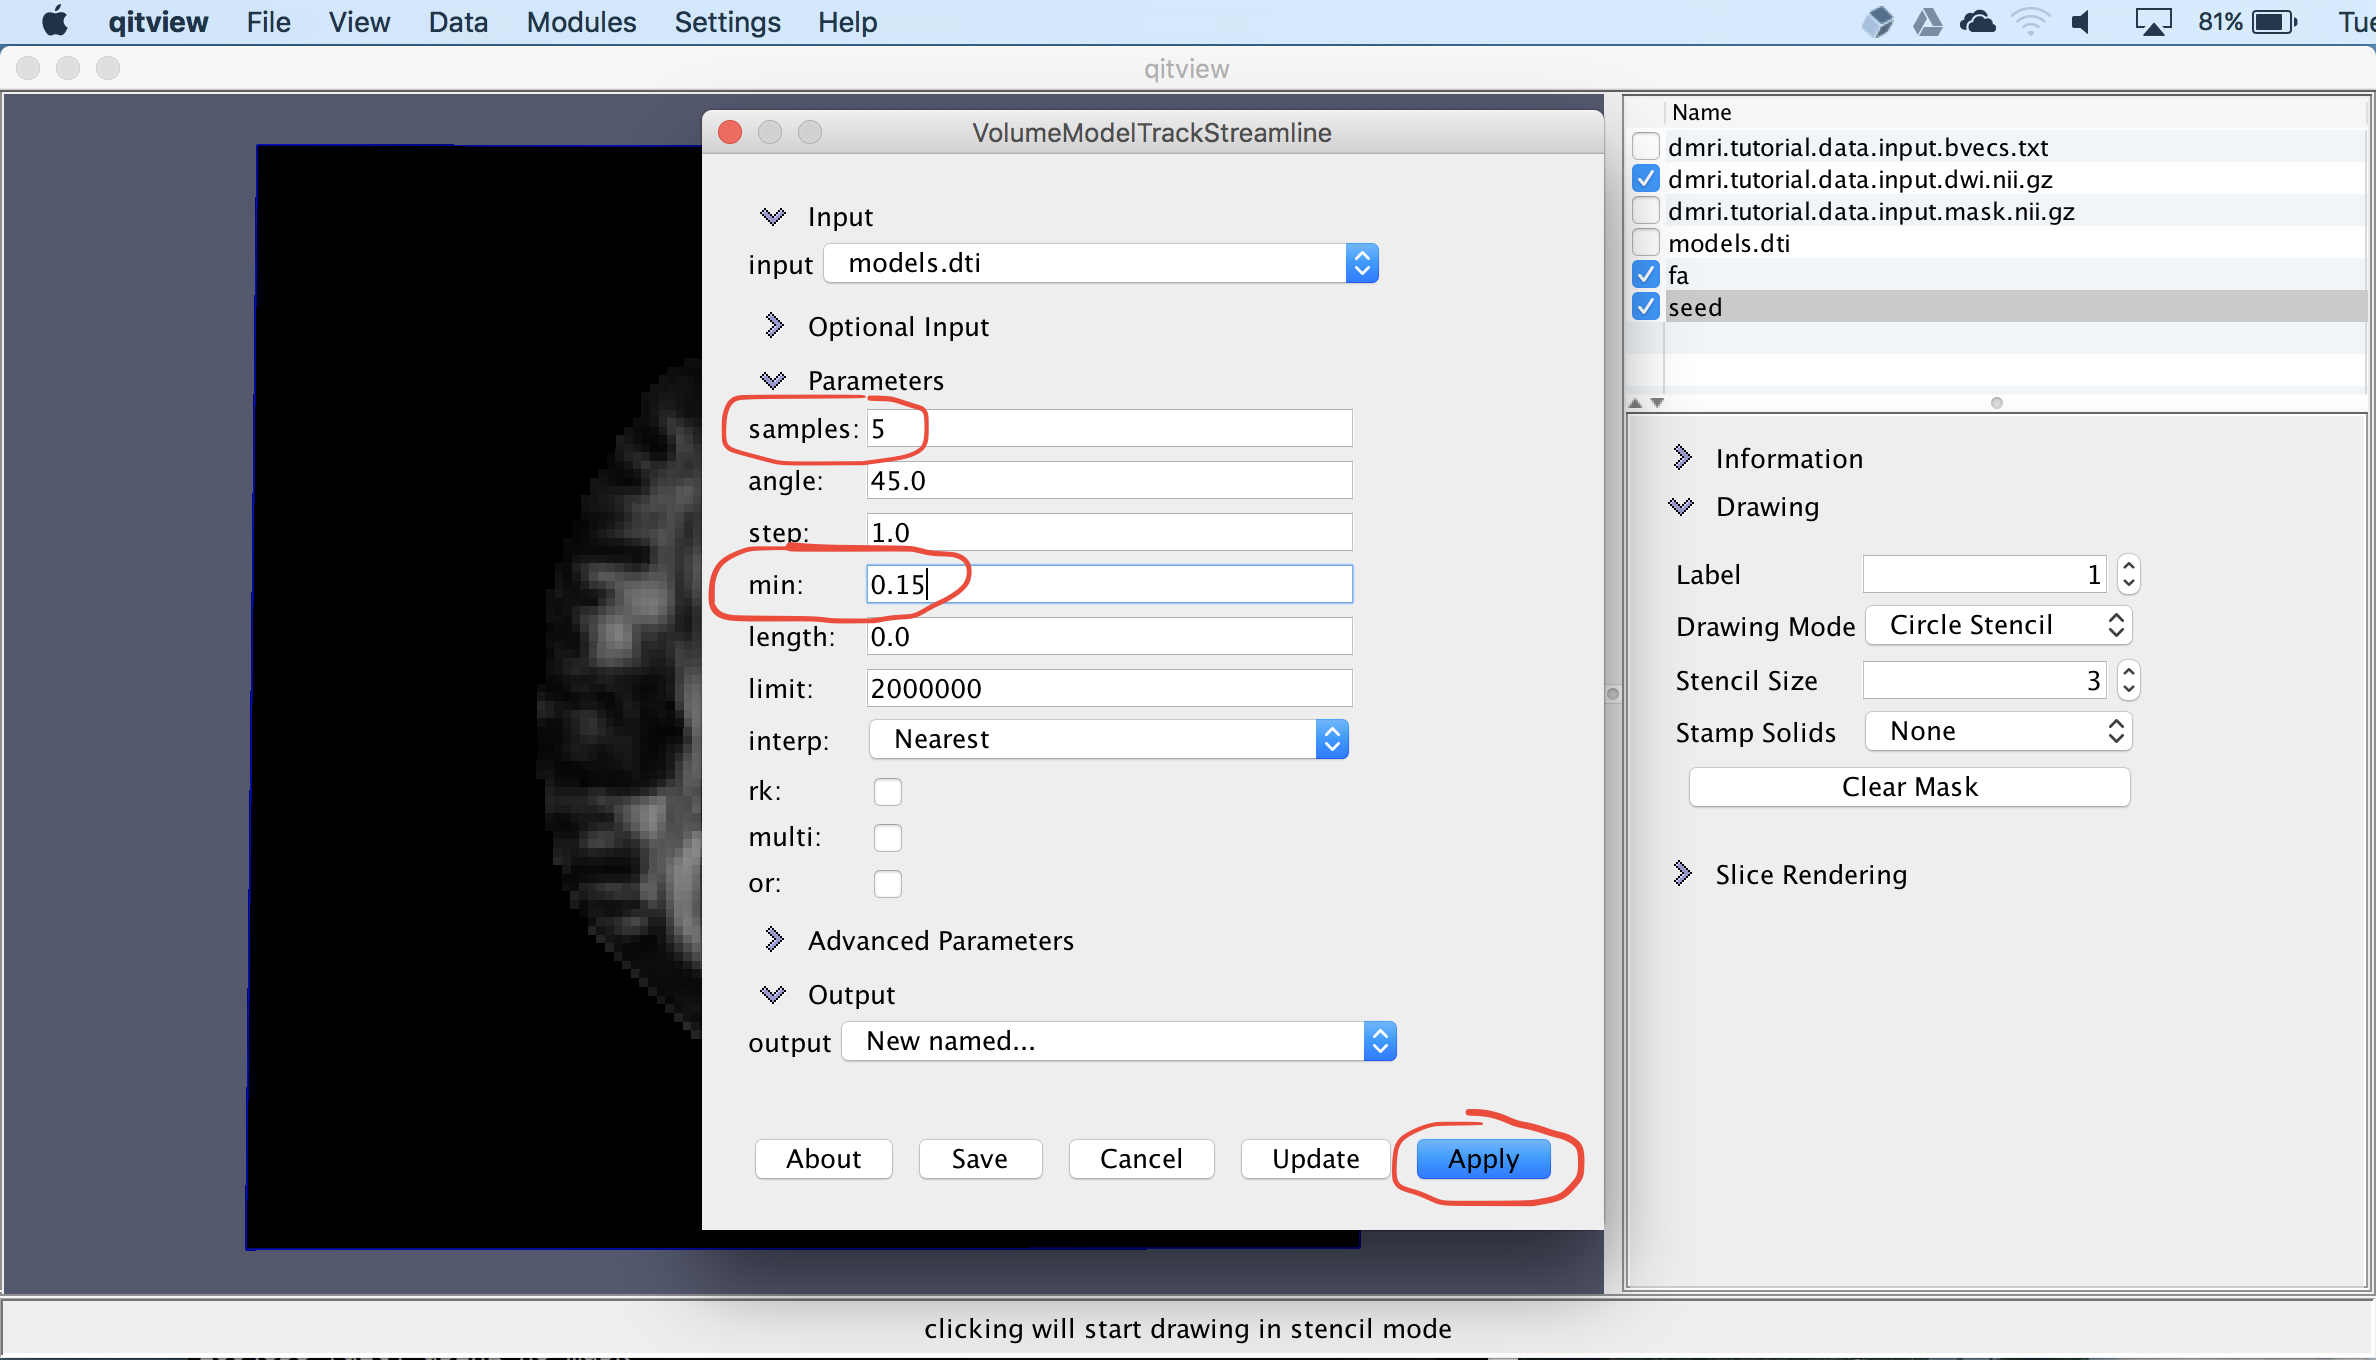 qitview File View Data Modules Settings Help 81% Tue
qitview
VolumeModelTrackStreamline
Input
input models.dti
Optional Input
Parameters
samples: 5
angle: 45.0
step: 1.0
min: 0.15
length: 0.0
limit: 2000000
interp: Nearest
rk:
multi:
or:
Advanced Parameters
Output
output New named...
About Save Cancel Update Apply
Name
dmri.tutorial.data.input.bvecs.txt
dmri.tutorial.data.input.dwi.nii.gz
dmri.tutorial.data.input.mask.nii.gz
models.dti
fa
seed
Information
Drawing
Label 1
Drawing Mode Circle Stencil
Stencil Size 3
Stamp Solids None
Clear Mask
Slice Rendering
clicking will start drawing in stencil mode